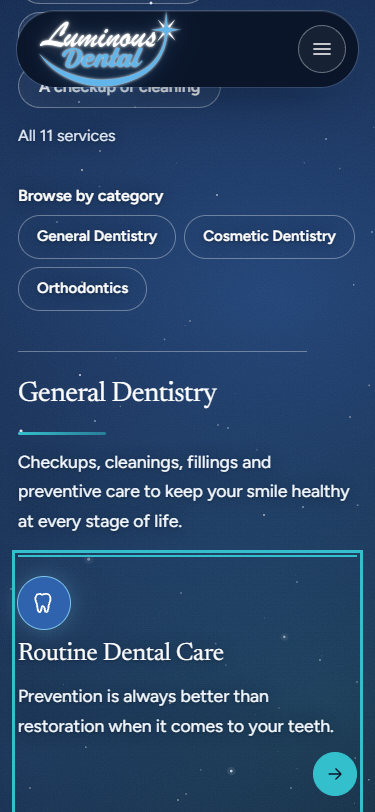 Luminous
Dental
A checkup or cleaning
All 11 services
Browse by category
General Dentistry
Cosmetic Dentistry
Orthodontics
General Dentistry
Checkups, cleanings, fillings and
preventive care to keep your smile healthy
at every stage of life.
Routine Dental Care
Prevention is always better than
restoration when it comes to your teeth.